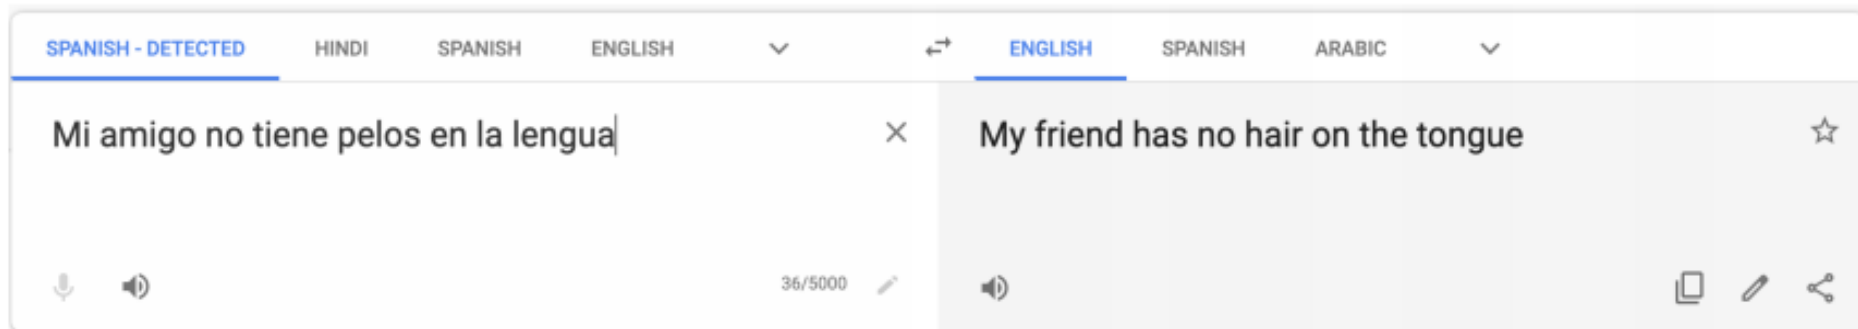 SPANISH - DETECTED HINDI SPANISH ENGLISH ENGLISH SPANISH ARABIC
Mi amigo no tiene pelos en la lengua
My friend has no hair on the tongue
36/5000